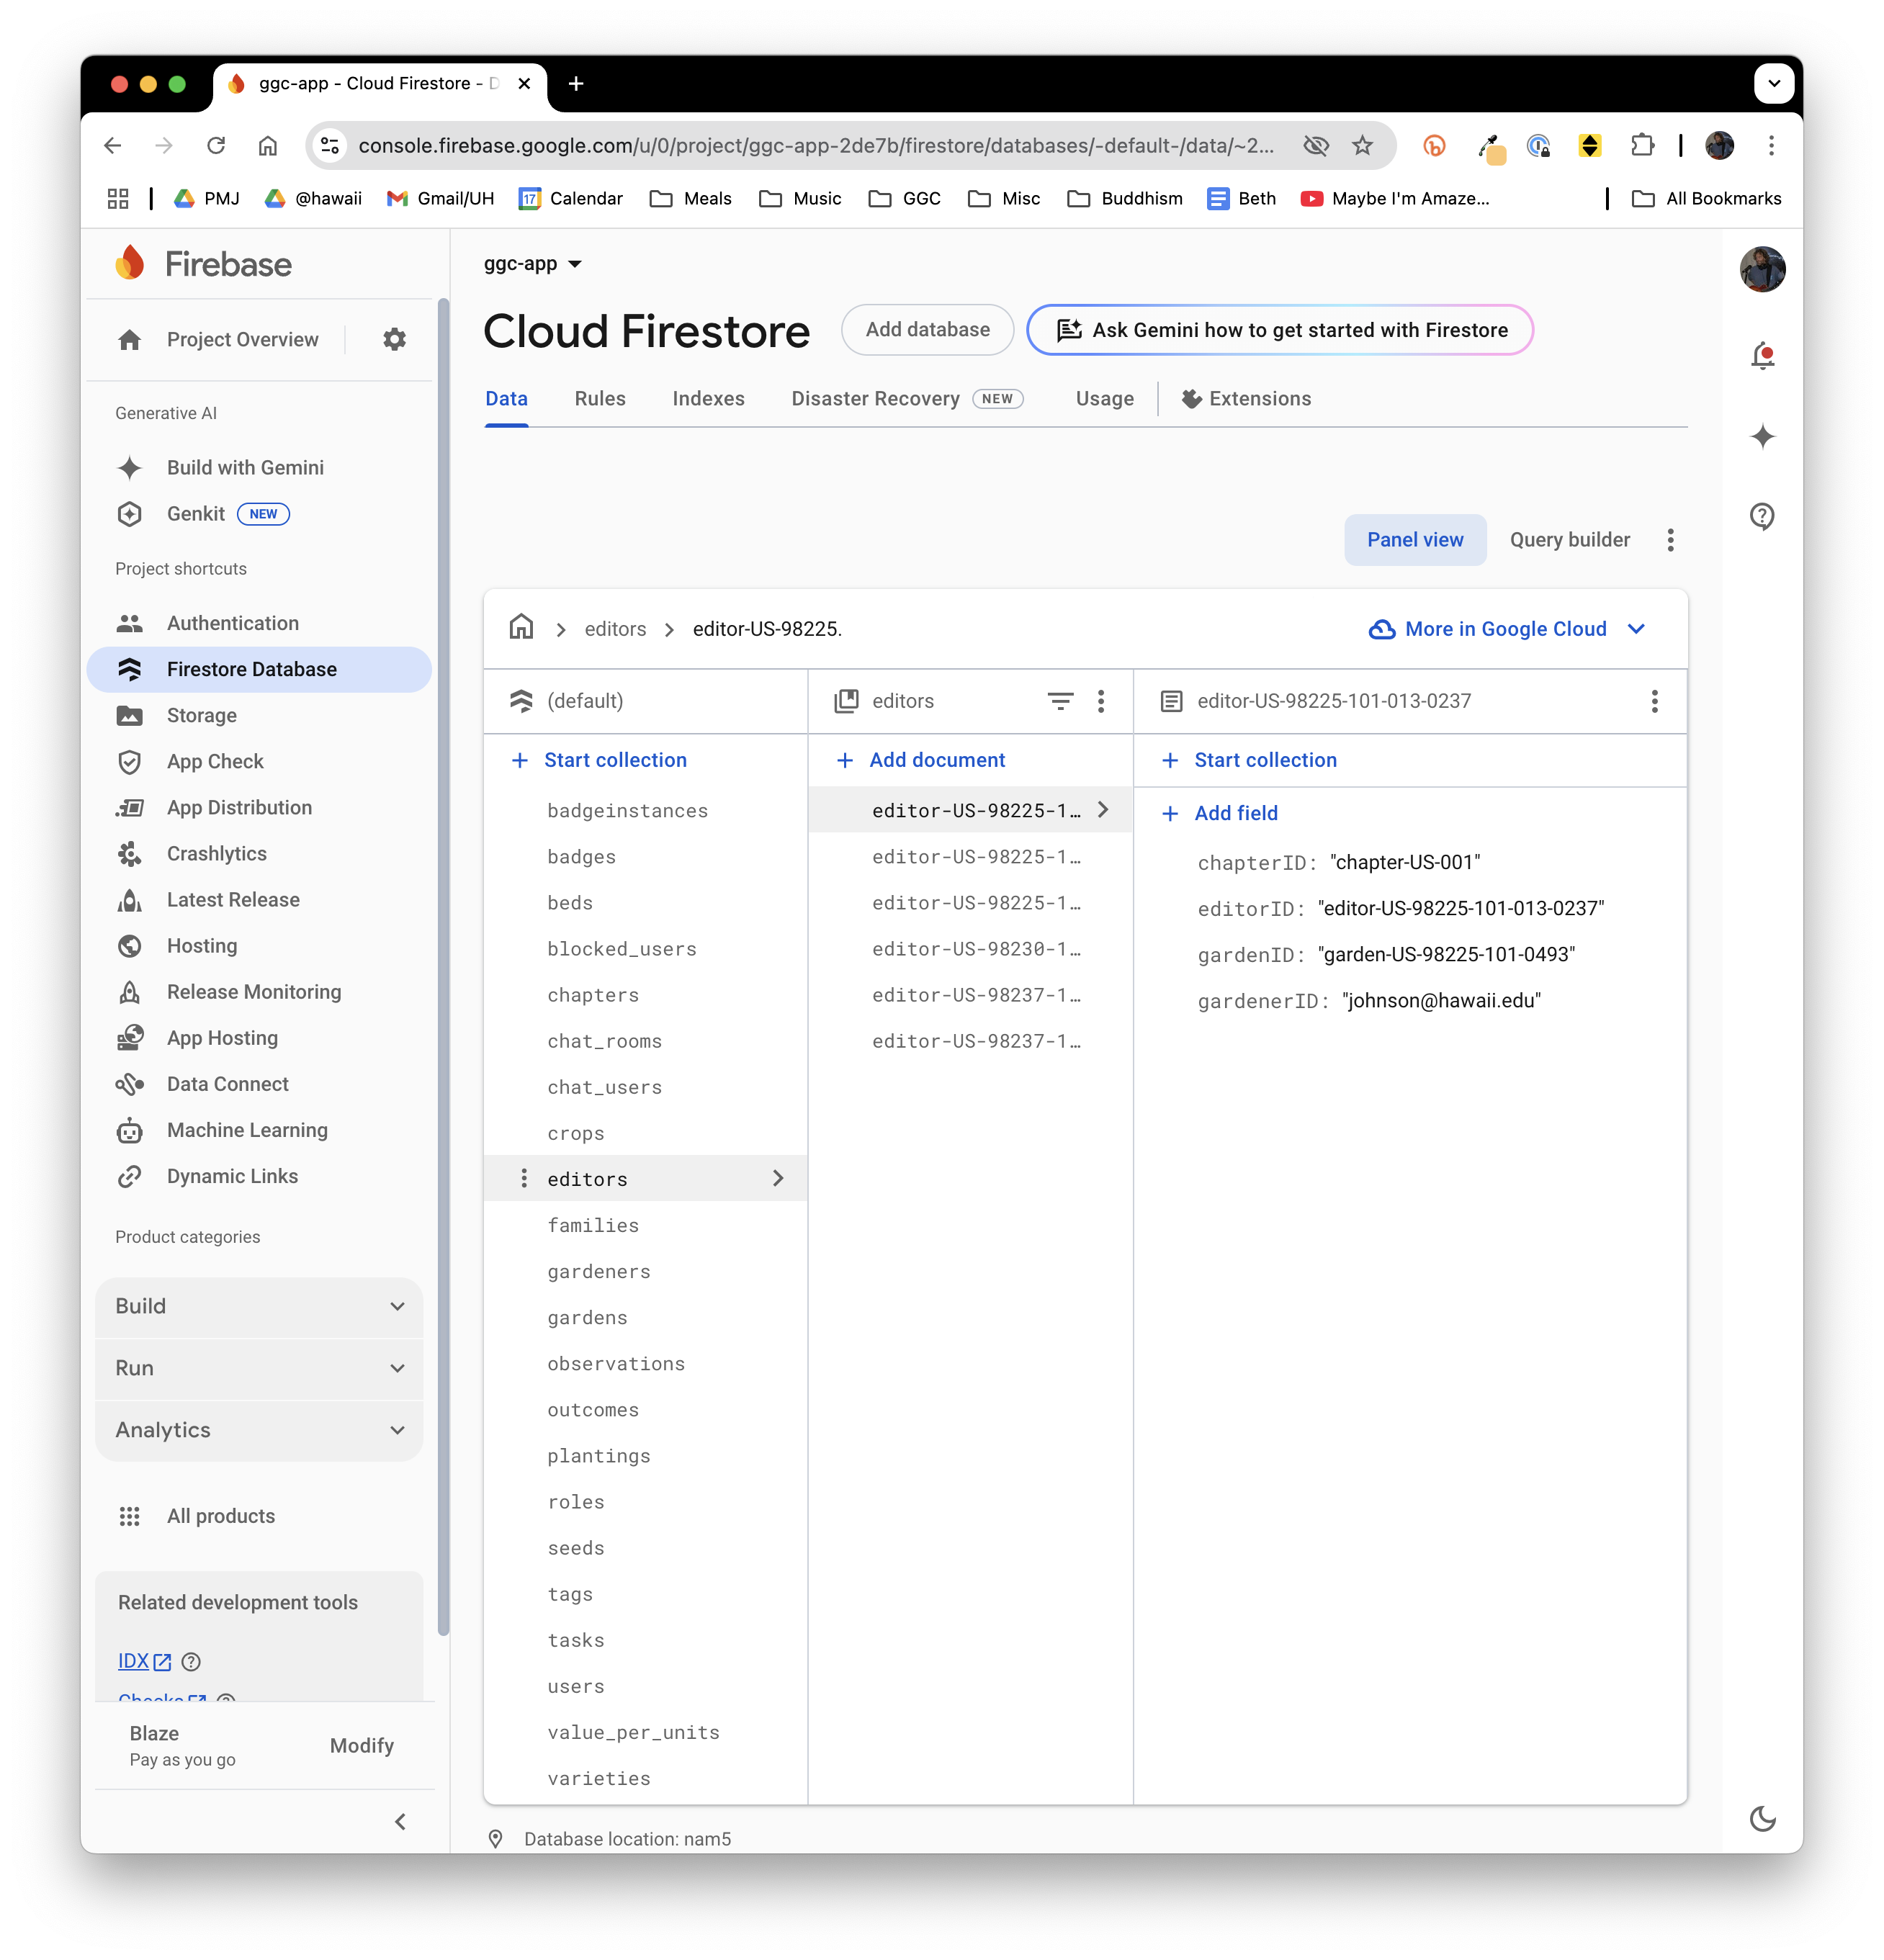 ggc-app - Cloud Firestore - D
console.firebase.google.com/u/0/project/ggc-app-2de7b/firestore/databases/-default-/data/~2...
PMJ
@hawaii
Gmail/UH
17
Calendar
Meals
Music
GGC
Misc
Buddhism
Beth
Maybe I'm Amaze...
All Bookmarks
Firebase
Project Overview
Generative AI
Build with Gemini
Genkit NEW
Project shortcuts
Authentication
Firestore Database
Storage
App Check
App Distribution
Crashlytics
Latest Release
Hosting
Release Monitoring
App Hosting
Data Connect
Machine Learning
Dynamic Links
Product categories
Build
Run
Analytics
All products
Related development tools
IDX
Checks
Blaze
Pay as you go
Modify
ggc-app
Cloud Firestore
Add database
Ask Gemini how to get started with Firestore
Data
Rules
Indexes
Disaster Recovery NEW
Usage
Extensions
Panel view
Query builder
editors
editor-US-98225.
More in Google Cloud
(default)
+ Start collection
badgeinstances
badges
beds
blocked_users
chapters
chat_rooms
chat_users
crops
editors
families
gardeners
gardens
observations
outcomes
plantings
roles
seeds
tags
tasks
users
value_per_units
varieties
editors
+ Add document
editor-US-98225-1…
editor-US-98225-1…
editor-US-98225-1…
editor-US-98230-1…
editor-US-98237-1…
editor-US-98237-1…
editor-US-98225-101-013-0237
+ Start collection
+ Add field
chapterID: "chapter-US-001"
editorID: "editor-US-98225-101-013-0237"
gardenID: "garden-US-98225-101-0493"
gardenerID: "johnson@hawaii.edu"
Database location: nam5